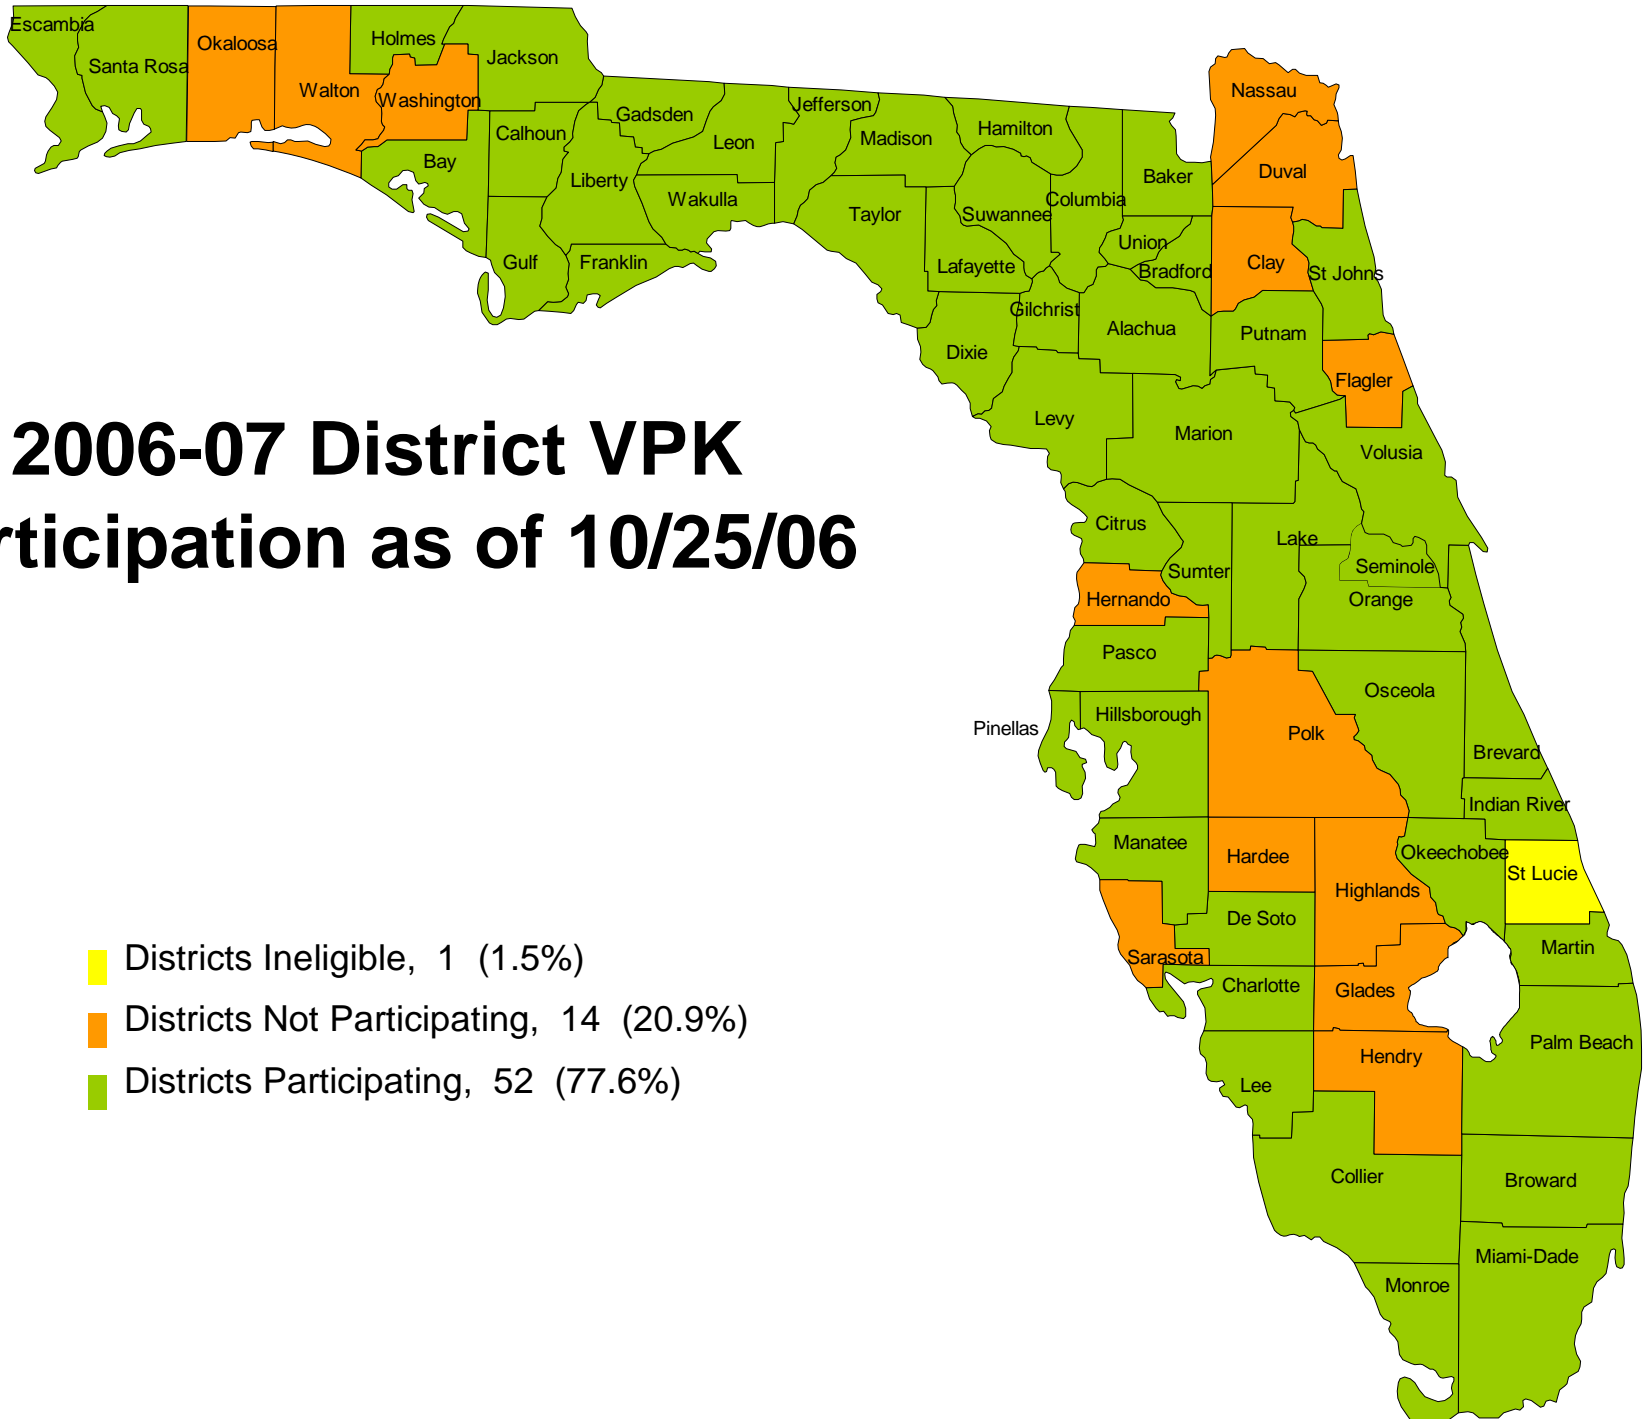 Escambia
Santa Rosa
Okaloosa
Walton
Holmes
Washington
Jackson
Bay
Calhoun
Gulf
Liberty
Gadsden
Franklin
Leon
Wakulla
Jefferson
Madison
Taylor
Hamilton
Suwannee
Lafayette
Columbia
Baker
Union
Bradford
Nassau
Duval
Clay
St Johns
Gilchrist
Dixie
Alachua
Putnam
Flagler
Levy
Marion
Volusia
2006-07 District VPK
rticipation as of 10/25/06
Citrus
Sumter
Lake
Seminole
Orange
Hernando
Pasco
Pinellas
Hillsborough
Polk
Osceola
Brevard
Indian River
Manatee
Hardee
Highlands
Okeechobee
St Lucie
De Soto
Sarasota
Charlotte
Glades
Martin
Lee
Hendry
Palm Beach
Collier
Broward
Monroe
Miami-Dade
Districts Ineligible, 1 (1.5%)
Districts Not Participating, 14 (20.9%)
Districts Participating, 52 (77.6%)